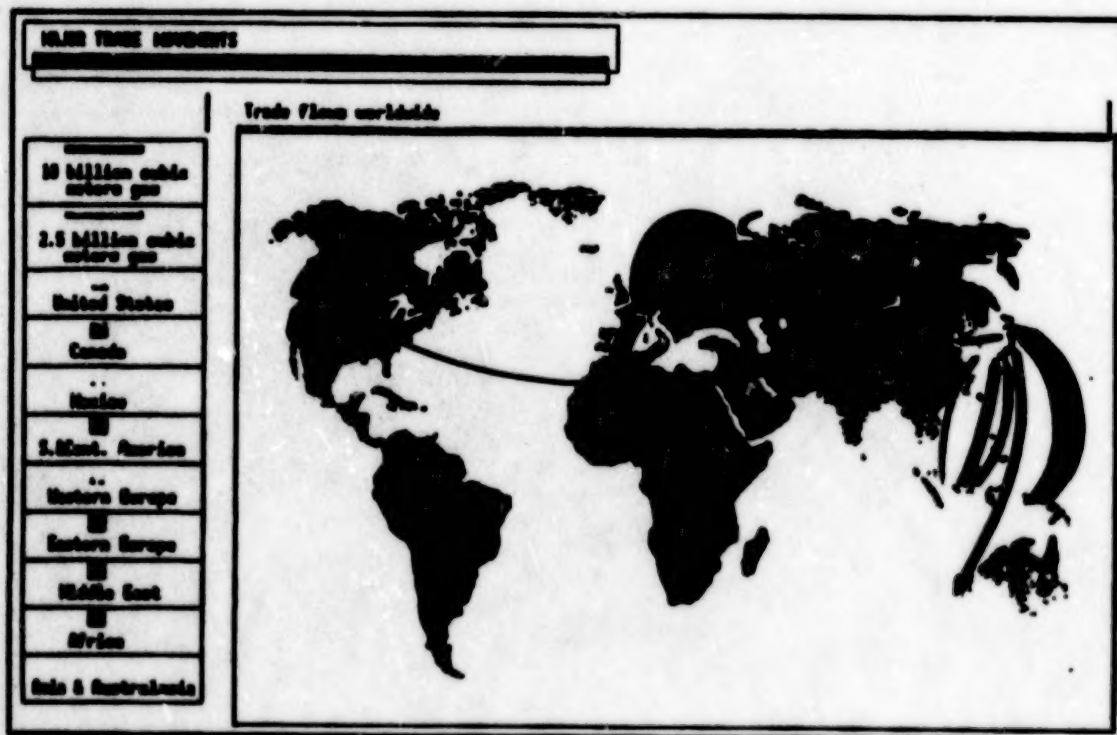 MAJOR TRADE MOVEMENTS
Trade flows worldwide
10 billion cubic
meters gas
2.5 billion cubic
meters gas
United States
Canada
Mexico
S.&Cent. America
Western Europe
Eastern Europe
Middle East
Africa
Asia & Australasia